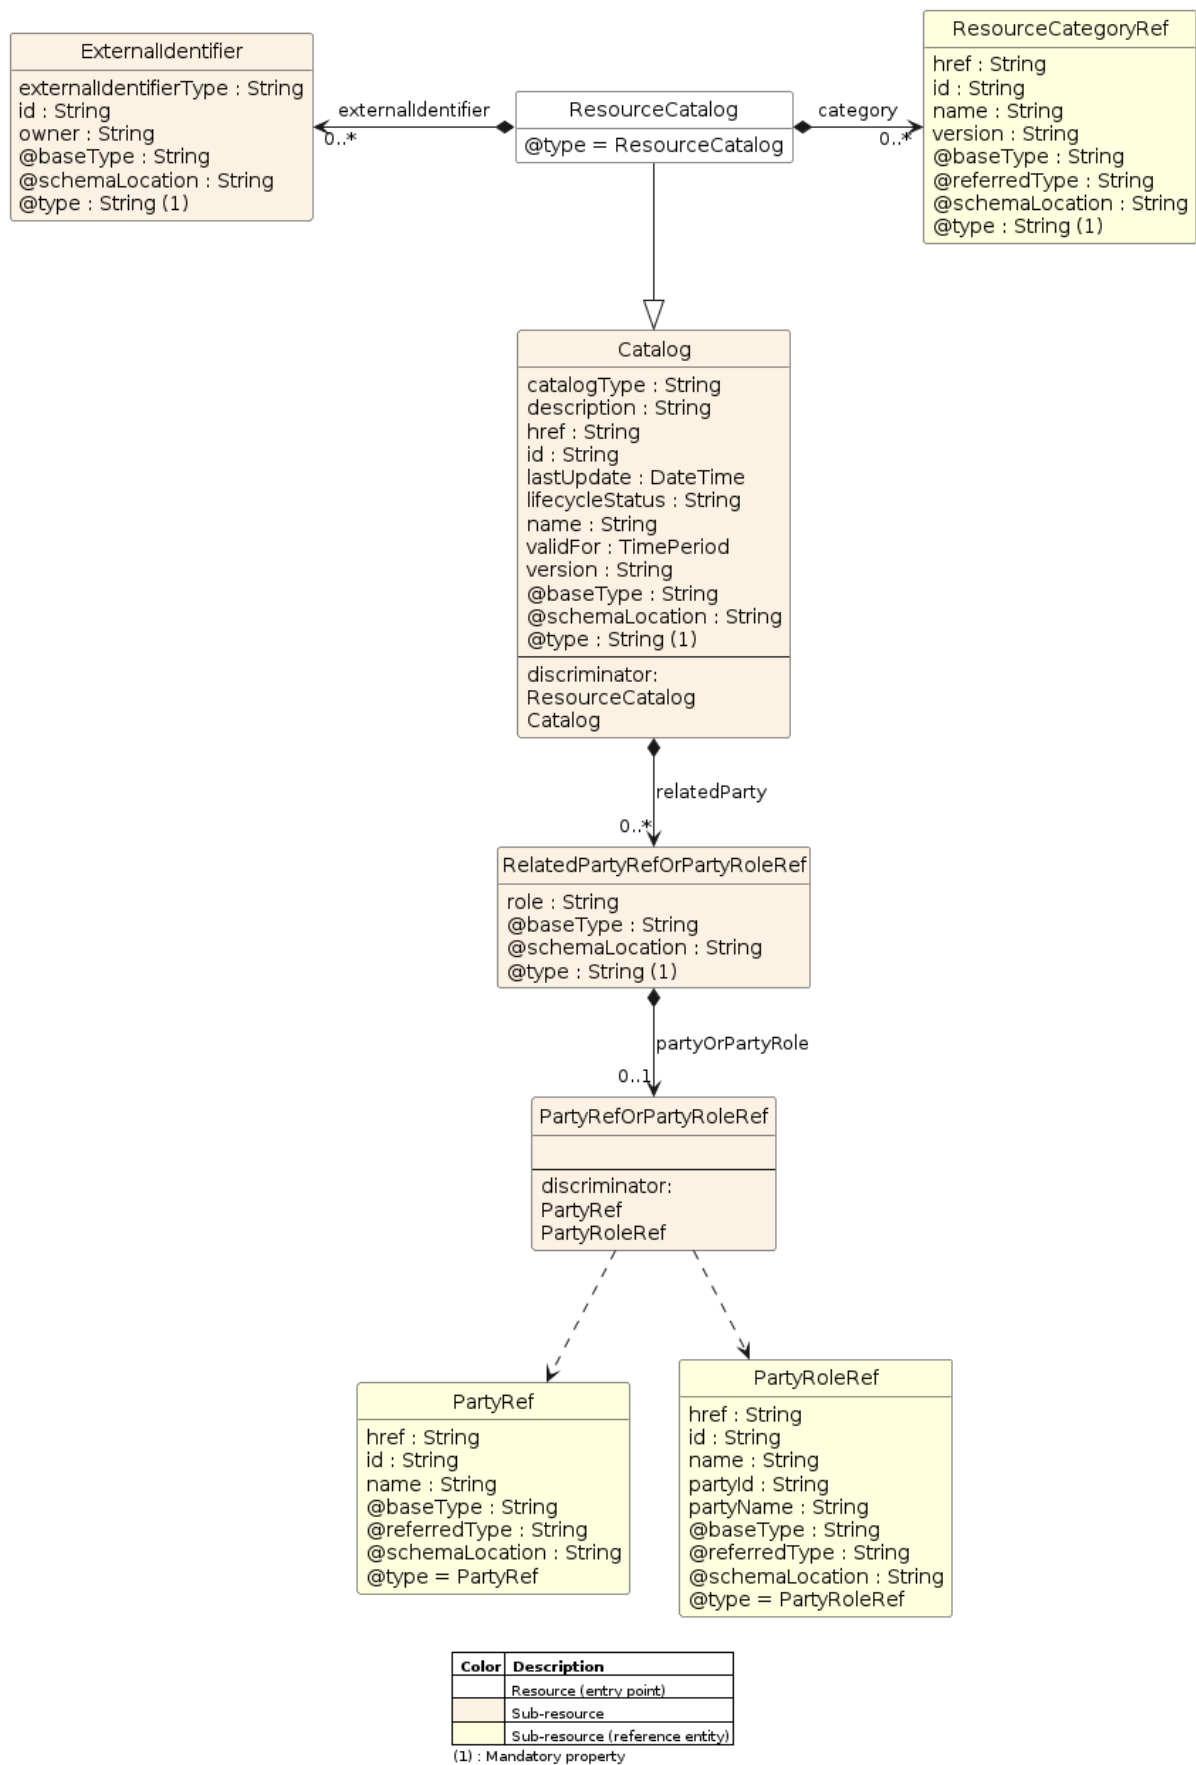 ExternalIdentifier
externalIdentifierType : String
id : String
owner : String
@baseType : String
@schemaLocation : String
@type : String (1)
externalIdentifier
0..*
ResourceCatalog
@type = ResourceCatalog
category
0..*
ResourceCategoryRef
href : String
id : String
name : String
version : String
@baseType : String
@referredType : String
@schemaLocation : String
@type : String (1)
Catalog
catalogType : String
description : String
href : String
id : String
lastUpdate : DateTime
lifecycleStatus : String
name : String
validFor : TimePeriod
version : String
@baseType : String
@schemaLocation : String
@type : String (1)
discriminator:
ResourceCatalog
Catalog
relatedParty
0..*
RelatedPartyRefOrPartyRoleRef
role : String
@baseType : String
@schemaLocation : String
@type : String (1)
partyOrPartyRole
0..1
PartyRefOrPartyRoleRef
discriminator:
PartyRef
PartyRoleRef
PartyRef
href : String
id : String
name : String
@baseType : String
@referredType : String
@schemaLocation : String
@type = PartyRef
PartyRoleRef
href : String
id : String
name : String
partyId : String
partyName : String
@baseType : String
@referredType : String
@schemaLocation : String
@type = PartyRoleRef
Color Description
Resource (entry point)
Sub-resource
Sub-resource (reference entity)
(1) : Mandatory property